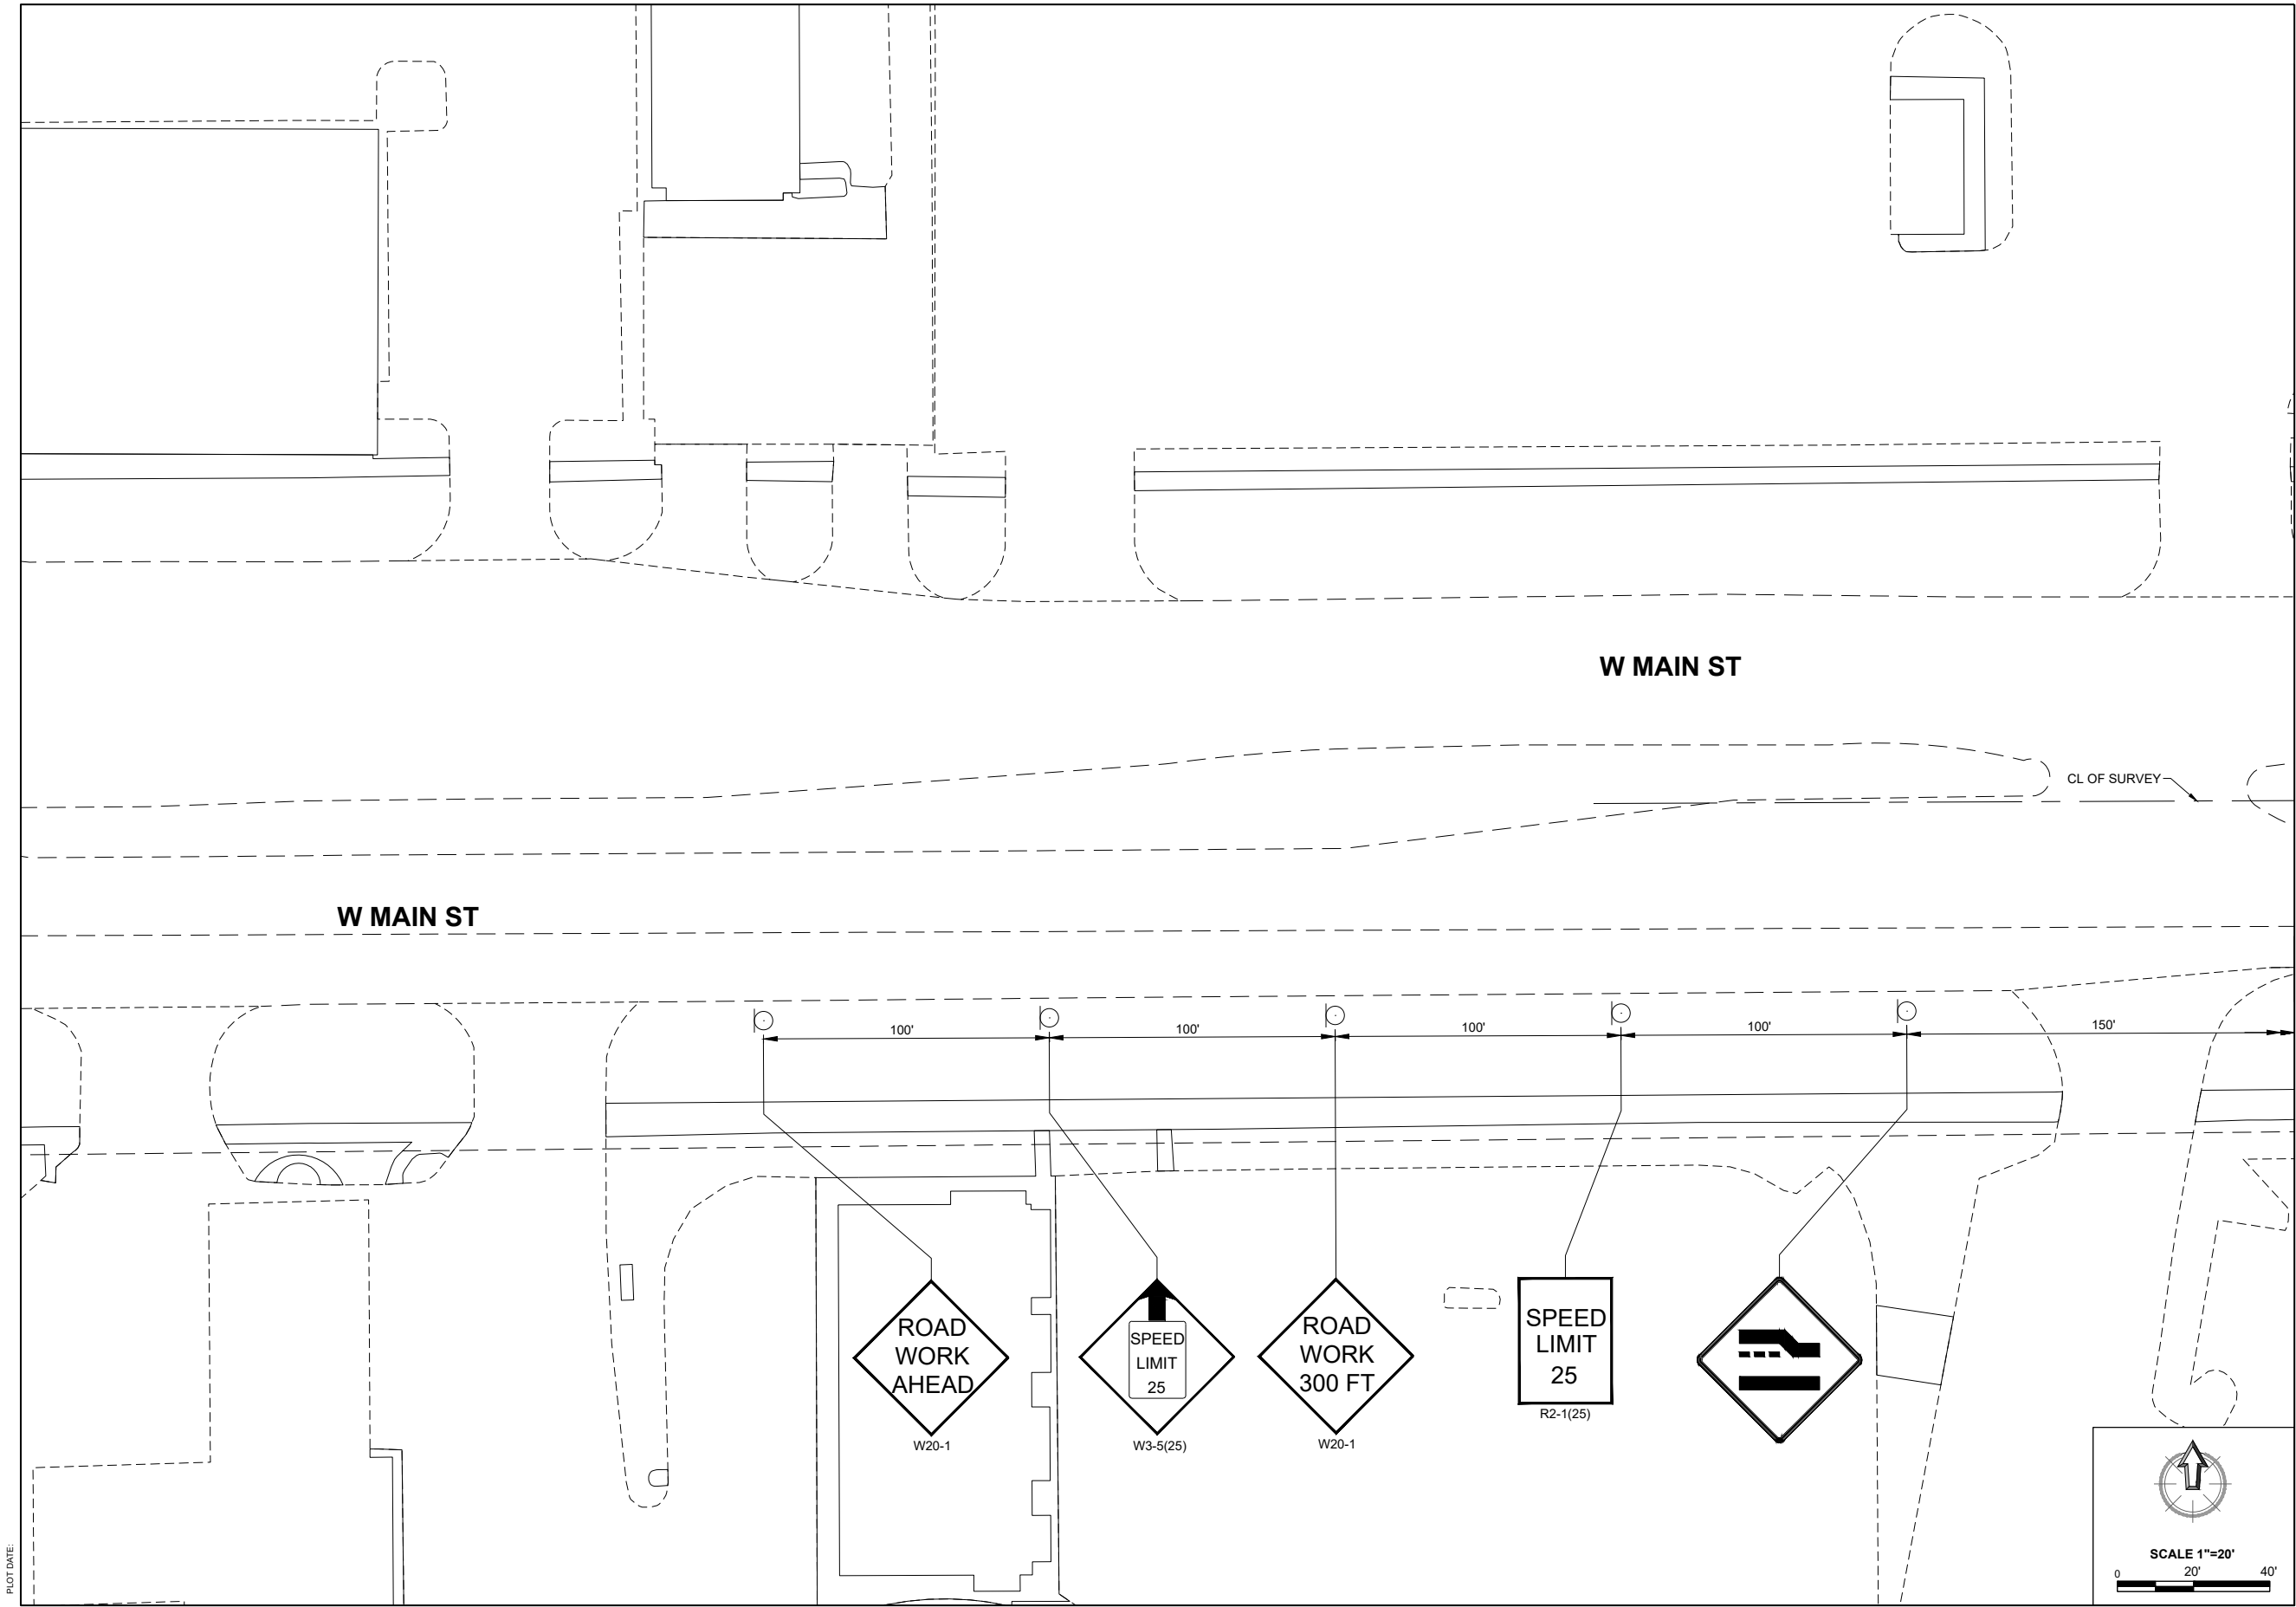 W MAIN ST
CL OF SURVEY
W MAIN ST
100'
100'
100'
100'
150'
ROAD
WORK
AHEAD
W20-1
SPEED
LIMIT
25
W3-5(25)
ROAD
WORK
300 FT
W20-1
SPEED
LIMIT
25
R2-1(25)
SCALE 1"=20'
0 20' 40'
PLOT DATE: